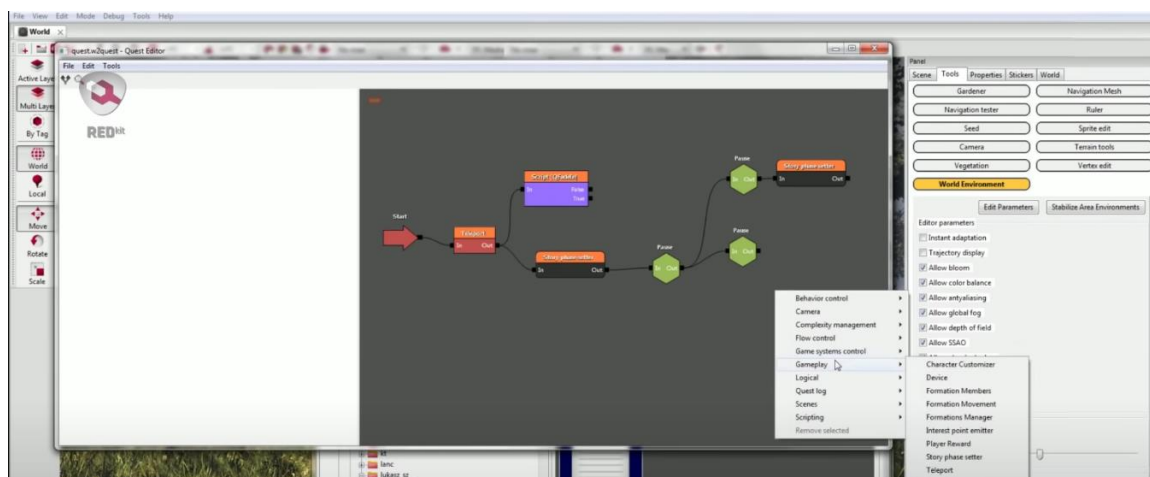 File View Edit Mode Debug Tools Help
World
quest.w2quest - Quest Editor
File Edit Tools
REDkit
Active Laye
Multi Laye
By Tag
World
Local
Move
Rotate
Scale
Start
Teleport
In Out
In
False
True
Story phase setter
In Out
Pause
In Out
Pause
In Out
Story phase setter
In Out
Pause
In Out
Behavior control
Camera
Complexity management
Flow control
Game systems control
Gameplay
Logical
Quest log
Scenes
Scripting
Remove selected
Character Customizer
Device
Formation Members
Formation Movement
Formations Manager
Interest point emitter
Player Reward
Story phase setter
Teleport
Panel
Scene Tools Properties Stickers World
Gardener Navigation Mesh
Navigation tester Ruler
Seed Sprite edit
Camera Terrain tools
Vegetation Vertex edit
World Environment
Edit Parameters Stabilize Area Environments
Editor parameters
Instant adaptation
Trajectory display
Allow bloom
Allow color balance
Allow antyaliasing
Allow global fog
Allow depth of field
Allow SSAO
kt
lanc
lukasz_sz